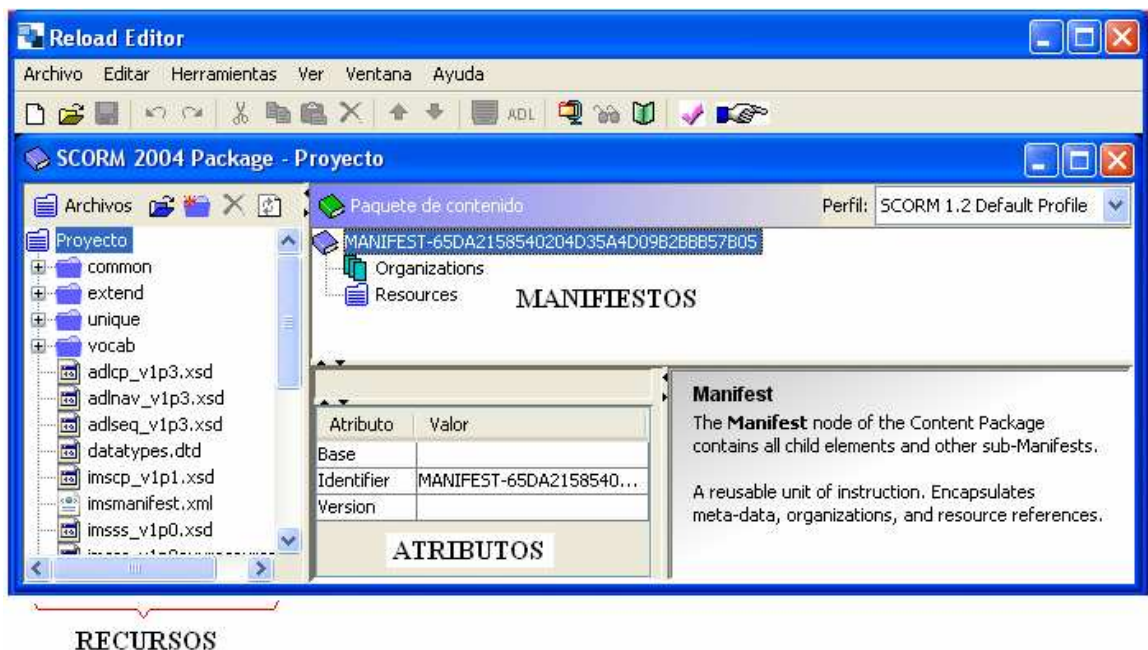 Reload Editor
Archivo Editar Herramientas Ver Ventana Ayuda
ADL
SCORM 2004 Package - Proyecto
Archivos
Proyecto
common
extend
unique
vocab
adlcp_v1p3.xsd
adlnav_v1p3.xsd
adlseq_v1p3.xsd
datatypes.dtd
imscp_v1p1.xsd
imsmanifest.xml
imsss_v1p0.xsd
Paquete de contenido
Perfil: SCORM 1.2 Default Profile
MANIFEST-65DA2158540204D35A4D09B2BBB57B05
Organizations
Resources
MANIFIESTOS
Atributo Valor
Base
Identifier MANIFEST-65DA2158540...
Version
ATRIBUTOS
Manifest
The Manifest node of the Content Package
contains all child elements and other sub-Manifests.
A reusable unit of instruction. Encapsulates
meta-data, organizations, and resource references.
RECURSOS